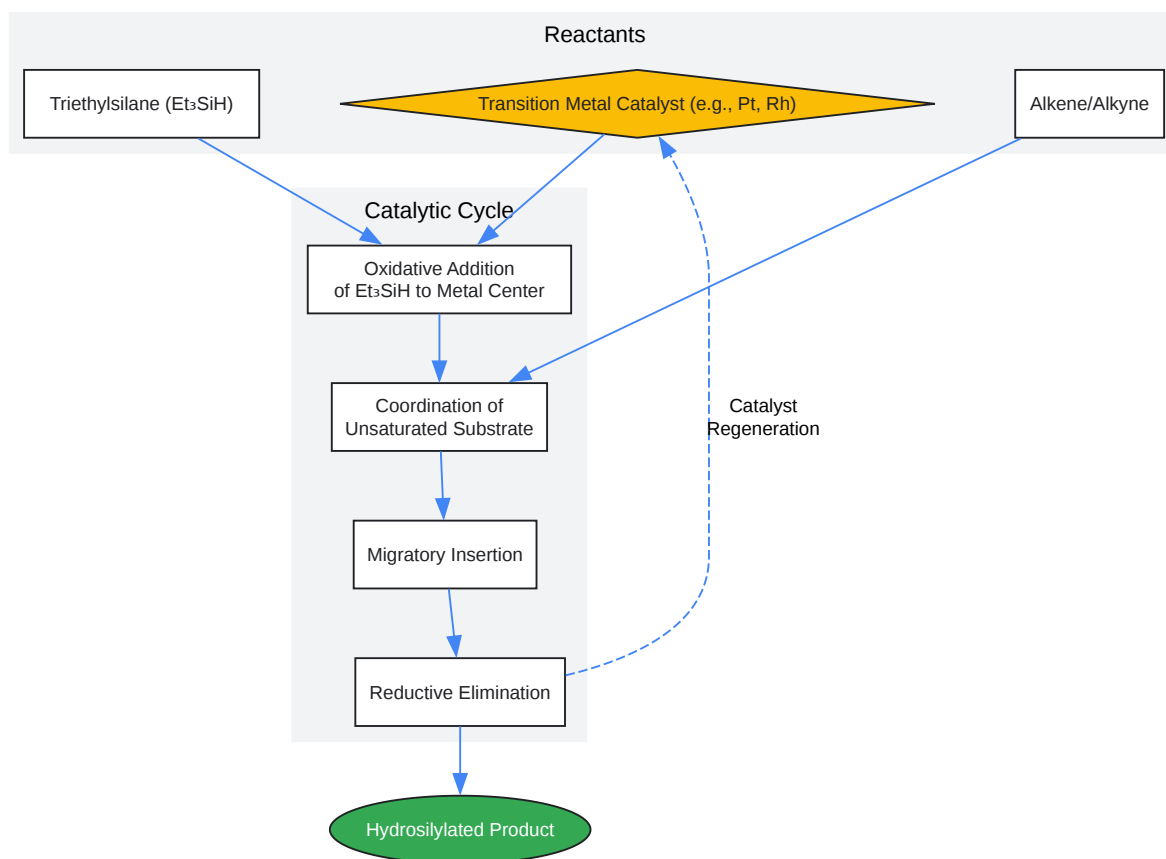 Reactants
Triethylsilane (Et₃SiH)
Transition Metal Catalyst (e.g., Pt, Rh)
Alkene/Alkyne
Catalytic Cycle
Oxidative Addition
of Et₃SiH to Metal Center
Coordination of
Unsaturated Substrate
Catalyst
Regeneration
Migratory Insertion
Reductive Elimination
Hydrosilylated Product